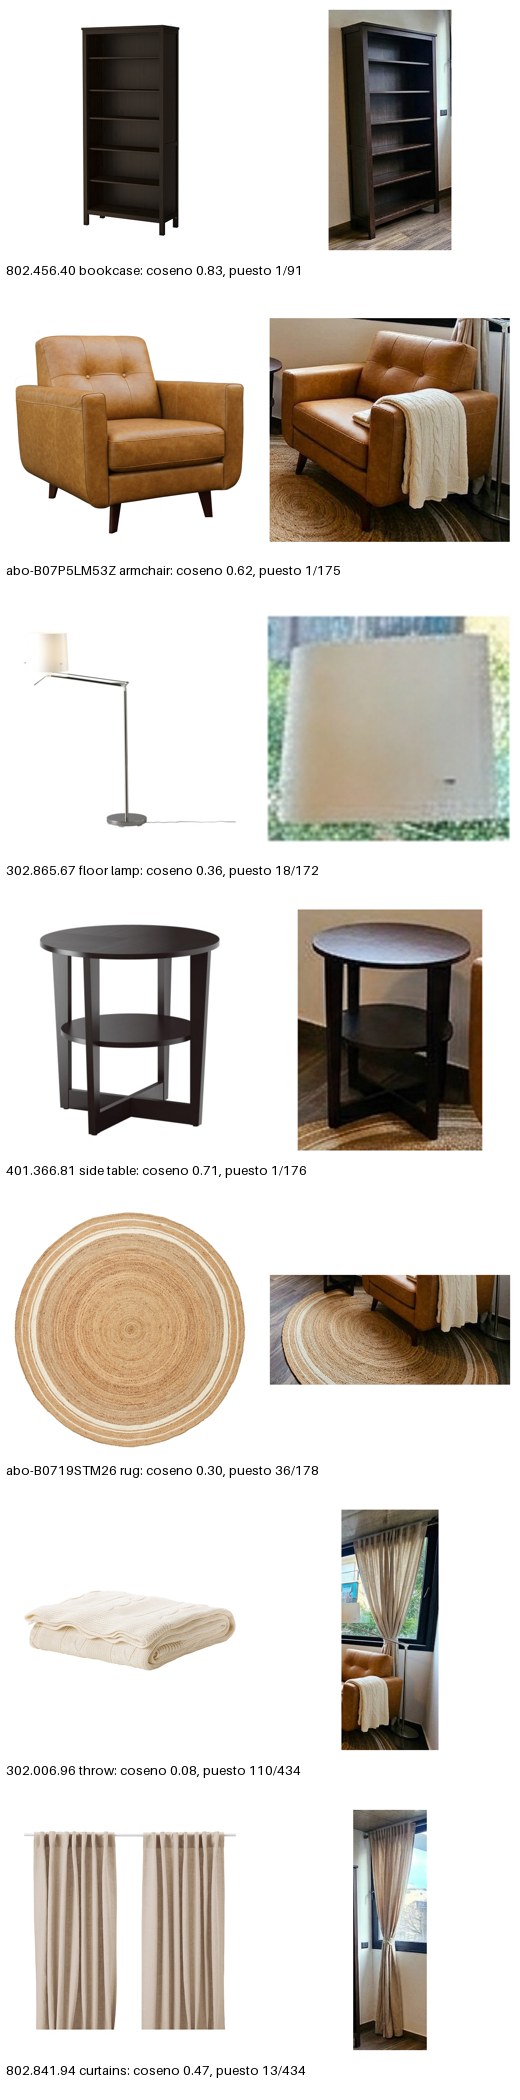 802.456.40 bookcase: coseno 0.83, puesto 1/91
abo-B07P5LM53Z armchair: coseno 0.62, puesto 1/175
302.865.67 floor lamp: coseno 0.36, puesto 18/172
401.366.81 side table: coseno 0.71, puesto 1/176
abo-B0719STM26 rug: coseno 0.30, puesto 36/178
302.006.96 throw: coseno 0.08, puesto 110/434
802.841.94 curtains: coseno 0.47, puesto 13/434